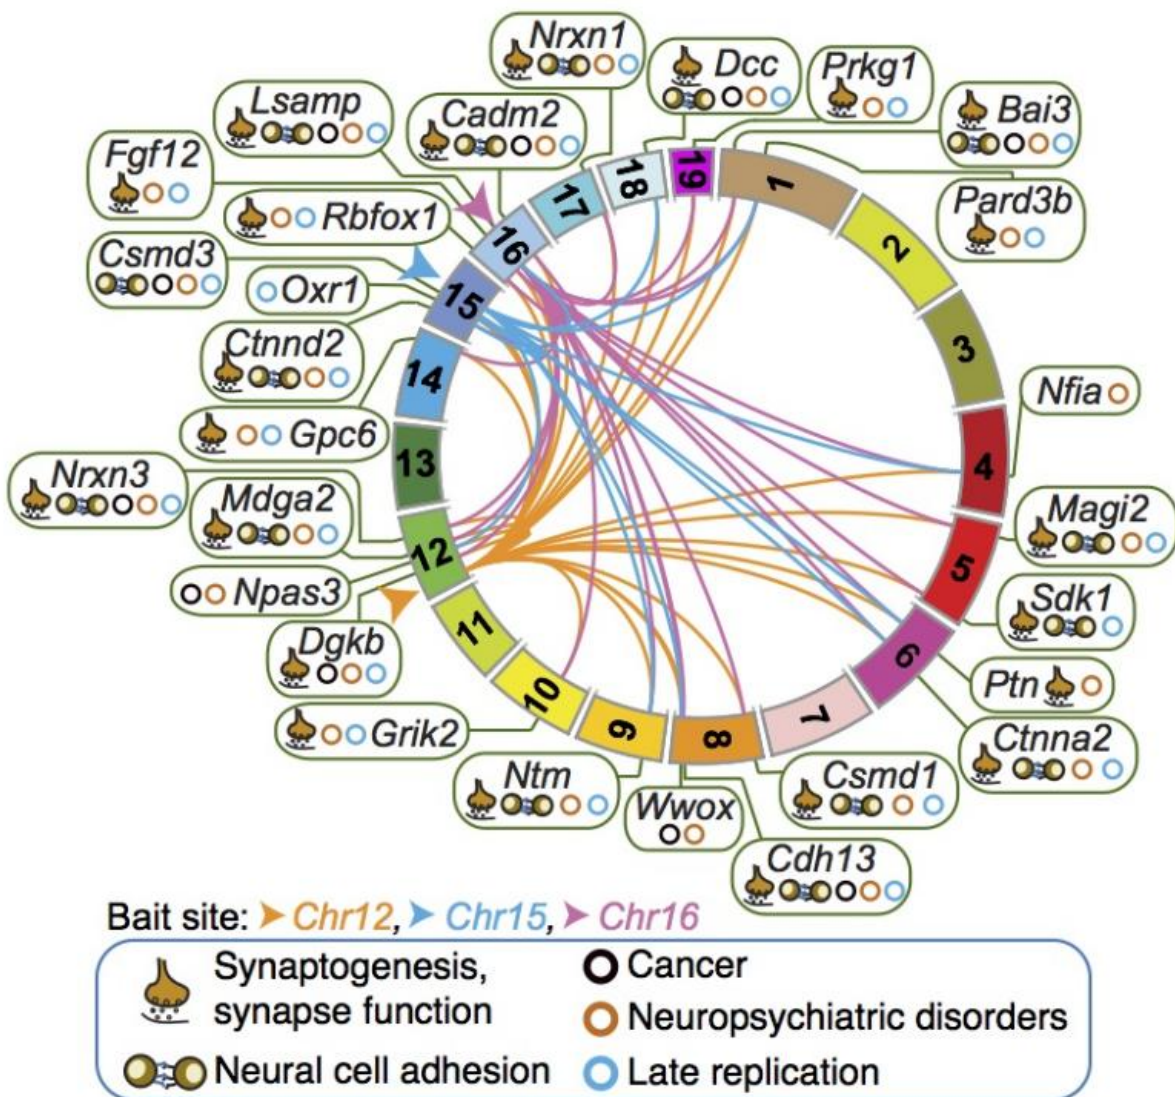 Nrxn1
Dcc
Prkg1
Lsamp
Cadm2
Bai3
Fgf12
Rbfox1
Pard3b
Csmd3
Oxr1
Ctnnd2
Gpc6
Nfia
Nrxn3
Mdga2
Magi2
Npas3
Sdk1
Dgkb
Ptn
Grik2
Ctnna2
Ntm
Wwox
Csmd1
Cdh13
1
2
3
4
5
6
7
8
9
10
11
12
13
14
15
16
17
18
19
Bait site: Chr12, Chr15, Chr16
Synaptogenesis,
synapse function
Neural cell adhesion
Cancer
Neuropsychiatric disorders
Late replication